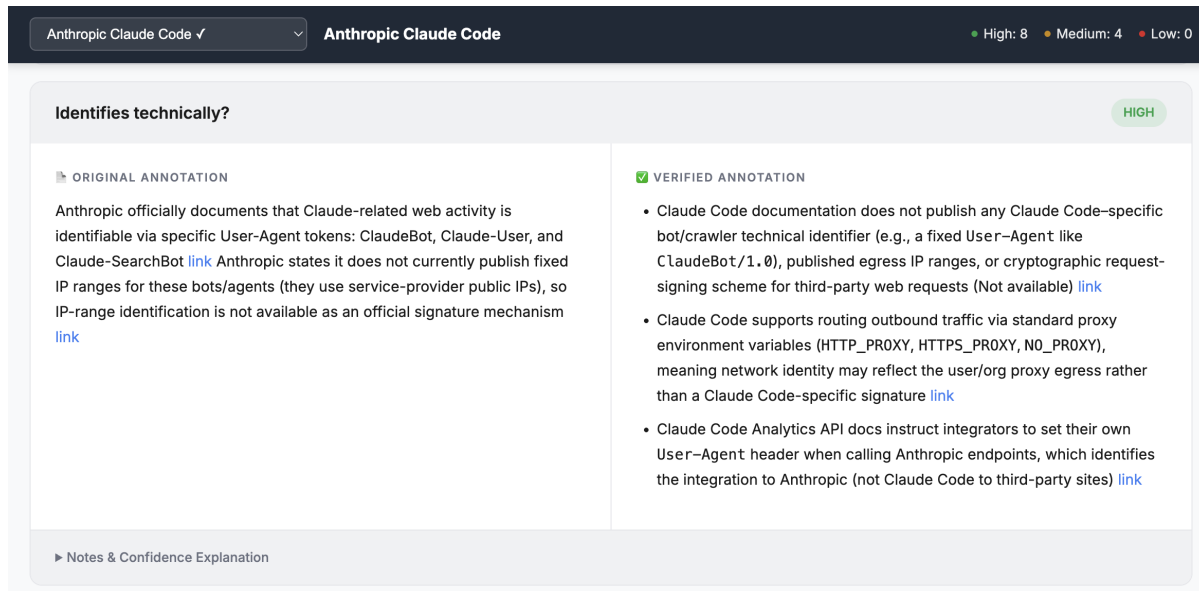 Anthropic Claude Code ✓
Anthropic Claude Code
High: 8
Medium: 4
Low: 0
Identifies technically?
HIGH
ORIGINAL ANNOTATION
Anthropic officially documents that Claude-related web activity is
identifiable via specific User-Agent tokens: ClaudeBot, Claude-User, and
Claude-SearchBot link Anthropic states it does not currently publish fixed
IP ranges for these bots/agents (they use service-provider public IPs), so
IP-range identification is not available as an official signature mechanism
link
✅ VERIFIED ANNOTATION
• Claude Code documentation does not publish any Claude Code–specific
bot/crawler technical identifier (e.g., a fixed User-Agent like
ClaudeBot/1.0), published egress IP ranges, or cryptographic request-
signing scheme for third-party web requests (Not available) link
• Claude Code supports routing outbound traffic via standard proxy
environment variables (HTTP_PROXY, HTTPS_PROXY, NO_PROXY),
meaning network identity may reflect the user/org proxy egress rather
than a Claude Code-specific signature link
• Claude Code Analytics API docs instruct integrators to set their own
User-Agent header when calling Anthropic endpoints, which identifies
the integration to Anthropic (not Claude Code to third-party sites) link
▶ Notes & Confidence Explanation